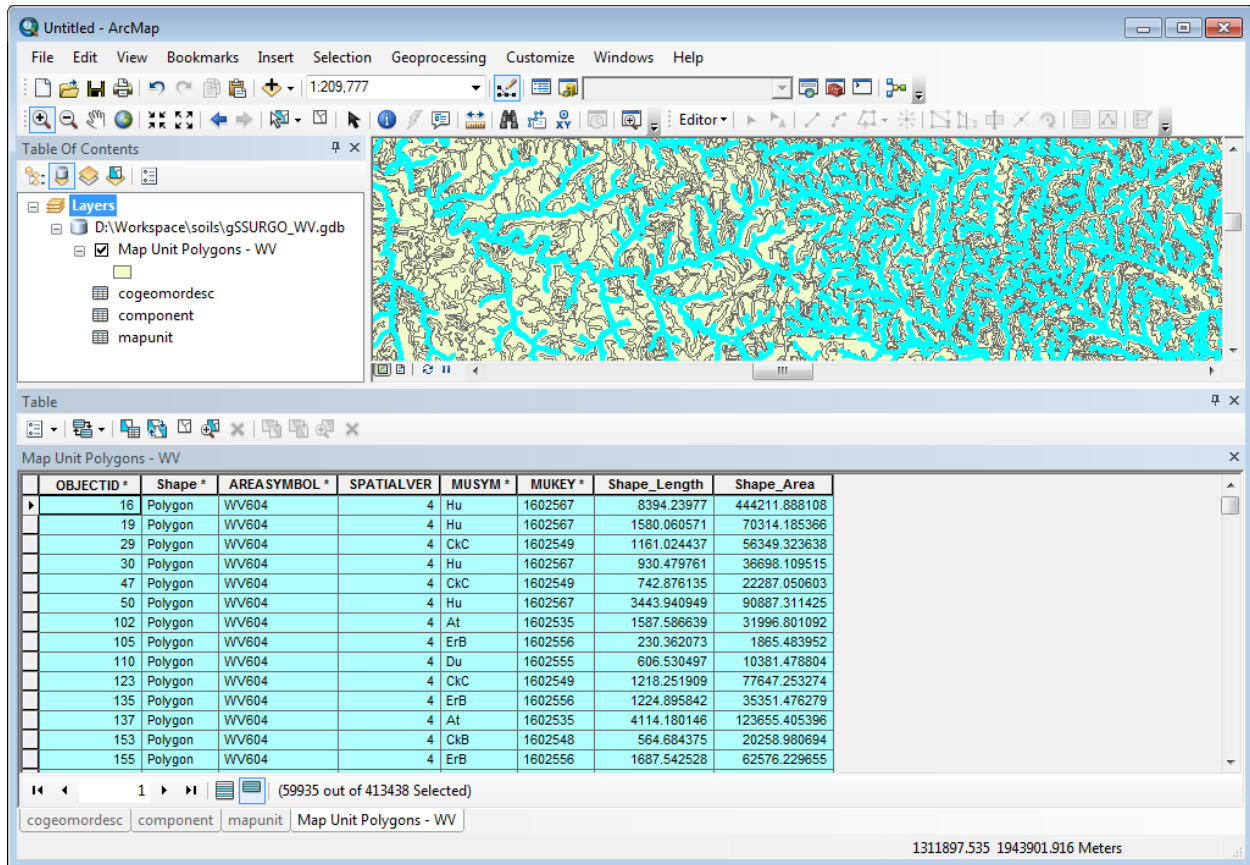 Untitled - ArcMap
File Edit View Bookmarks Insert Selection Geoprocessing Customize Windows Help
1:209,777
Editor
Table Of Contents
Layers
D:\Workspace\soils\gSSURGO_WV.gdb
Map Unit Polygons - WV
cogeomordesc
component
mapunit
Table
Map Unit Polygons - WV
OBJECTID * Shape * AREASYMBOL * SPATIALVER MUSYM * MUKEY * Shape_Length Shape_Area
16 Polygon WV604 4 Hu 1602567 8394.23977 444211.888108
19 Polygon WV604 4 Hu 1602567 1580.060571 70314.185366
29 Polygon WV604 4 CkC 1602549 1161.024437 56349.323638
30 Polygon WV604 4 Hu 1602567 930.479761 36698.109515
47 Polygon WV604 4 CkC 1602549 742.876135 22287.050603
50 Polygon WV604 4 Hu 1602567 3443.940949 90887.311425
102 Polygon WV604 4 At 1602535 1587.586639 31996.801092
105 Polygon WV604 4 ErB 1602556 230.362073 1865.483952
110 Polygon WV604 4 Du 1602555 606.530497 10381.478804
123 Polygon WV604 4 CkC 1602549 1218.251909 77647.253274
135 Polygon WV604 4 ErB 1602556 1224.895842 35351.476279
137 Polygon WV604 4 At 1602535 4114.180146 123655.405396
153 Polygon WV604 4 CkB 1602548 564.684375 20258.980694
155 Polygon WV604 4 ErB 1602556 1687.542528 62576.229655
1 (59935 out of 413438 Selected)
cogeomordesc component mapunit Map Unit Polygons - WV
1311897.535 1943901.916 Meters